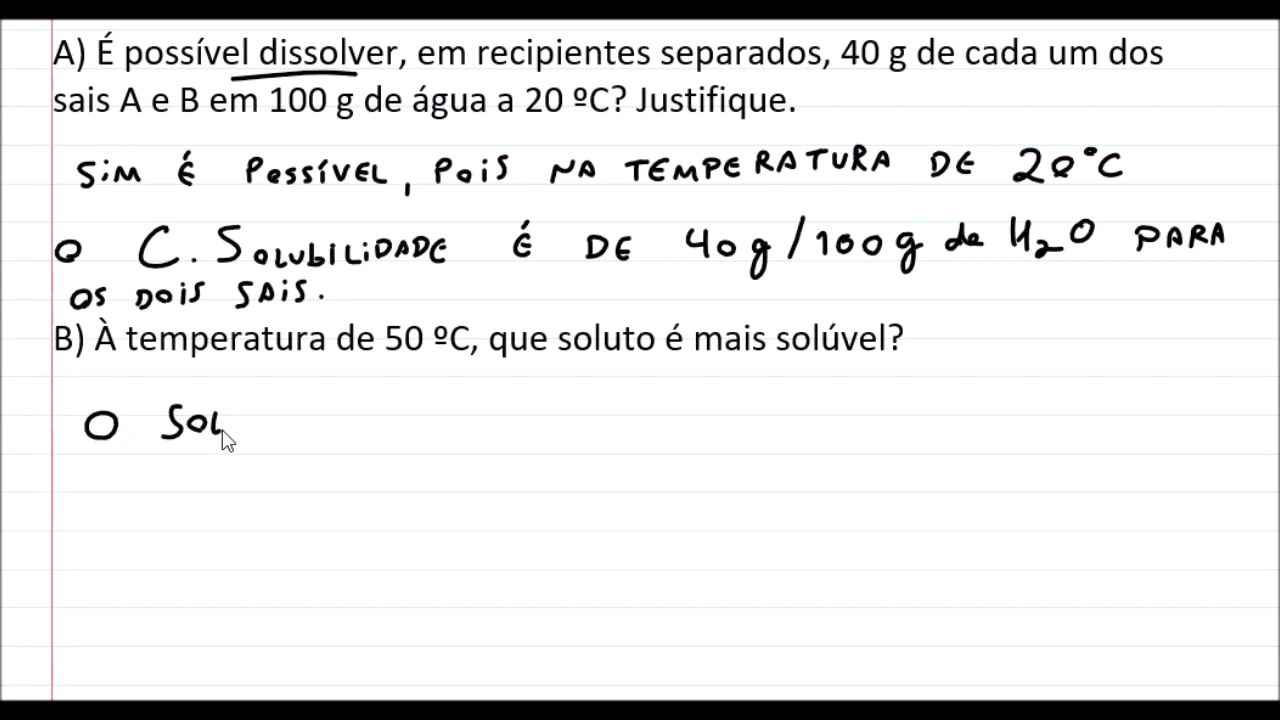 A) É possível dissolver, em recipientes separados, 40 g de cada um dos
sais A e B em 100 g de água a 20 ºC? Justifique.
SIM É POSSÍVEL, POIS NA TEMPERATURA DE 20°C
O C. SOLUBILIDADE É DE 40g/100g de H2O PARA
OS DOIS SAIS.
B) À temperatura de 50 ºC, que soluto é mais solúvel?
O SOL